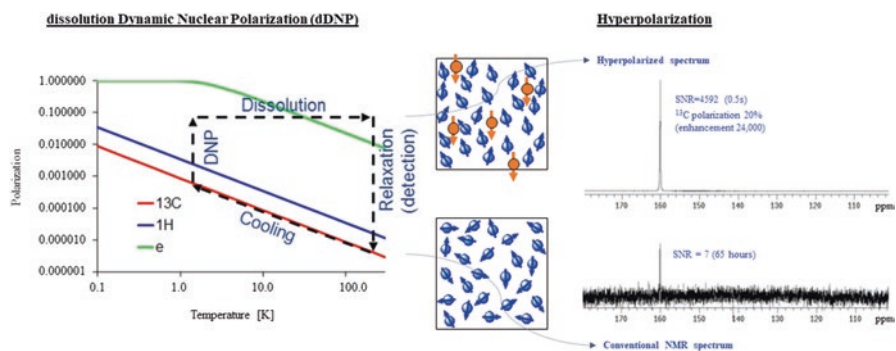 dissolution Dynamic Nuclear Polarization (dDNP)
Hyperpolarization
Polarization
1.000000
0.100000
0.010000
0.001000
0.000100
0.000010
0.000001
0.1
1.0
10.0
100.0
Temperature [K]
Dissolution
DNP
Cooling
Relaxation
(detection)
13C
1H
e
Hyperpolarized spectrum
SNR=4592 (0.5s)
¹³C polarization 20%
(enhancement 24,000)
170 160 150 140 130 120 110
ppm
SNR = 7 (65 hours)
170 160 150 140 130 120 110
ppm
Conventional NMR spectrum